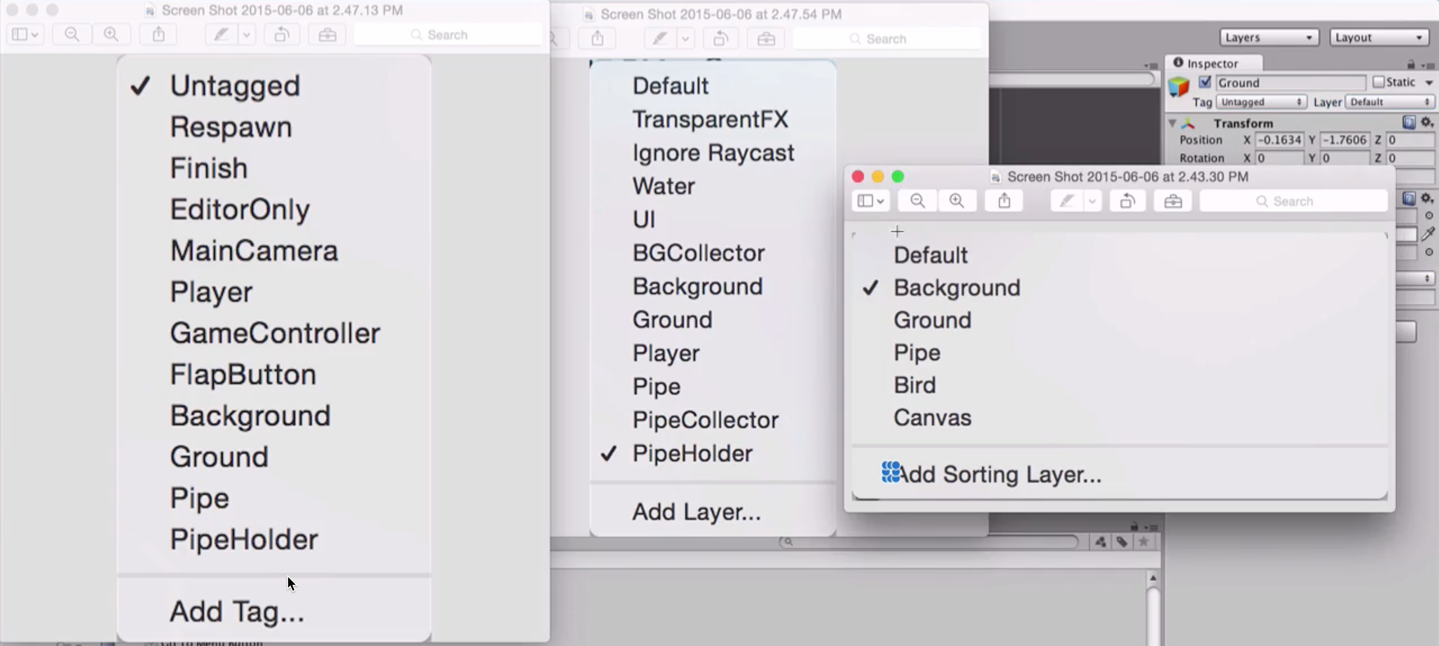 Screen Shot 2015-06-06 at 2.47.13 PM
Search
Untagged
Respawn
Finish
EditorOnly
MainCamera
Player
GameController
FlapButton
Background
Ground
Pipe
PipeHolder
Add Tag...
Screen Shot 2015-06-06 at 2.47.54 PM
Search
Default
TransparentFX
Ignore Raycast
Water
UI
BGCollector
Background
Ground
Player
Pipe
PipeCollector
PipeHolder
Add Layer...
Layers
Layout
Inspector
Ground
Static
Tag Untagged Layer Default
Transform
Position X -0.1634 Y -1.7606 Z 0
Rotation X 0 Y 0 Z 0
Screen Shot 2015-06-06 at 2.43.30 PM
Search
Default
Background
Ground
Pipe
Bird
Canvas
Add Sorting Layer...